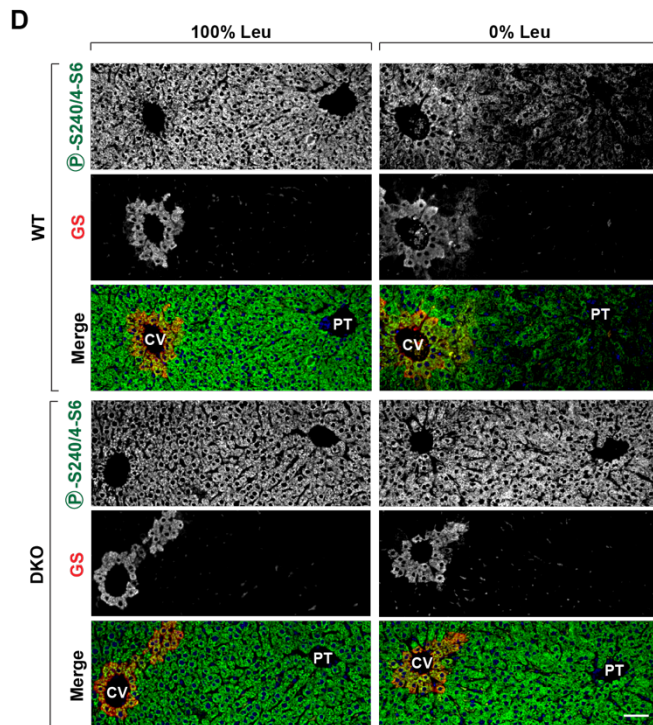 D
100% Leu
0% Leu
WT
Ⓟ-S240/4-S6
GS
Merge
CV
PT
CV
PT
DKO
Ⓟ-S240/4-S6
GS
Merge
CV
PT
CV
PT